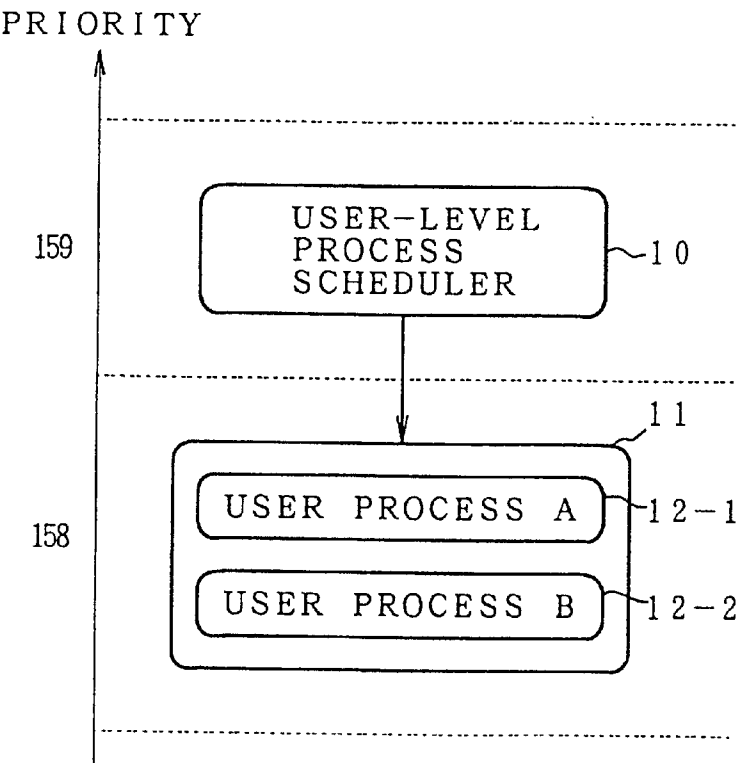 PRIORITY
USER-LEVEL
PROCESS
SCHEDULER
10
159
11
USER PROCESS A
12-1
158
USER PROCESS B
12-2